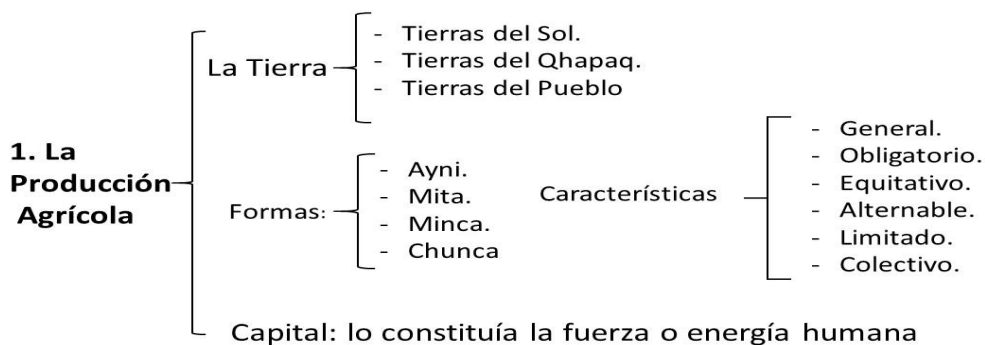 1. La
Producción
Agrícola
La Tierra
- Tierras del Sol.
- Tierras del Qhapaq.
- Tierras del Pueblo
Formas:
- Ayni.
- Mita.
- Minca.
- Chunca
Características
- General.
- Obligatorio.
- Equitativo.
- Alternable.
- Limitado.
- Colectivo.
Capital: lo constituía la fuerza o energía humana